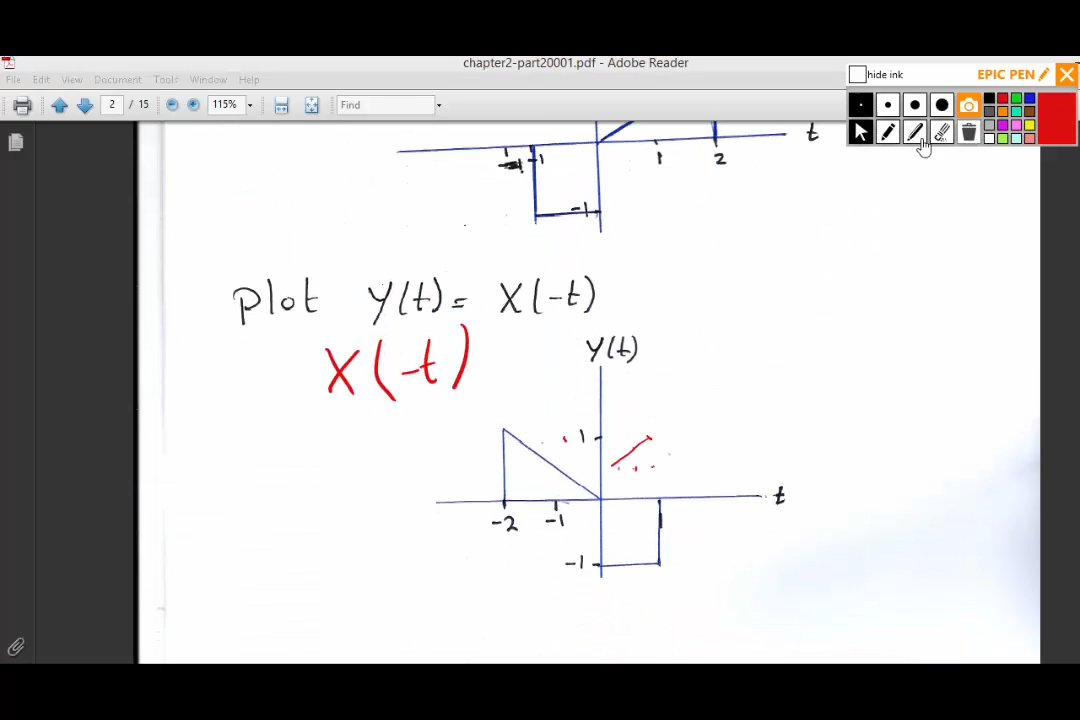 chapter2-part20001.pdf - Adobe Reader
File Edit View Document Tools Window Help
hide ink
EPIC PEN
2 / 15 115% Find
t
-1 1 2
-1
Plot Y(t) = X(-t)
X(-t)
Y(t)
1
t
-2 -1
-1